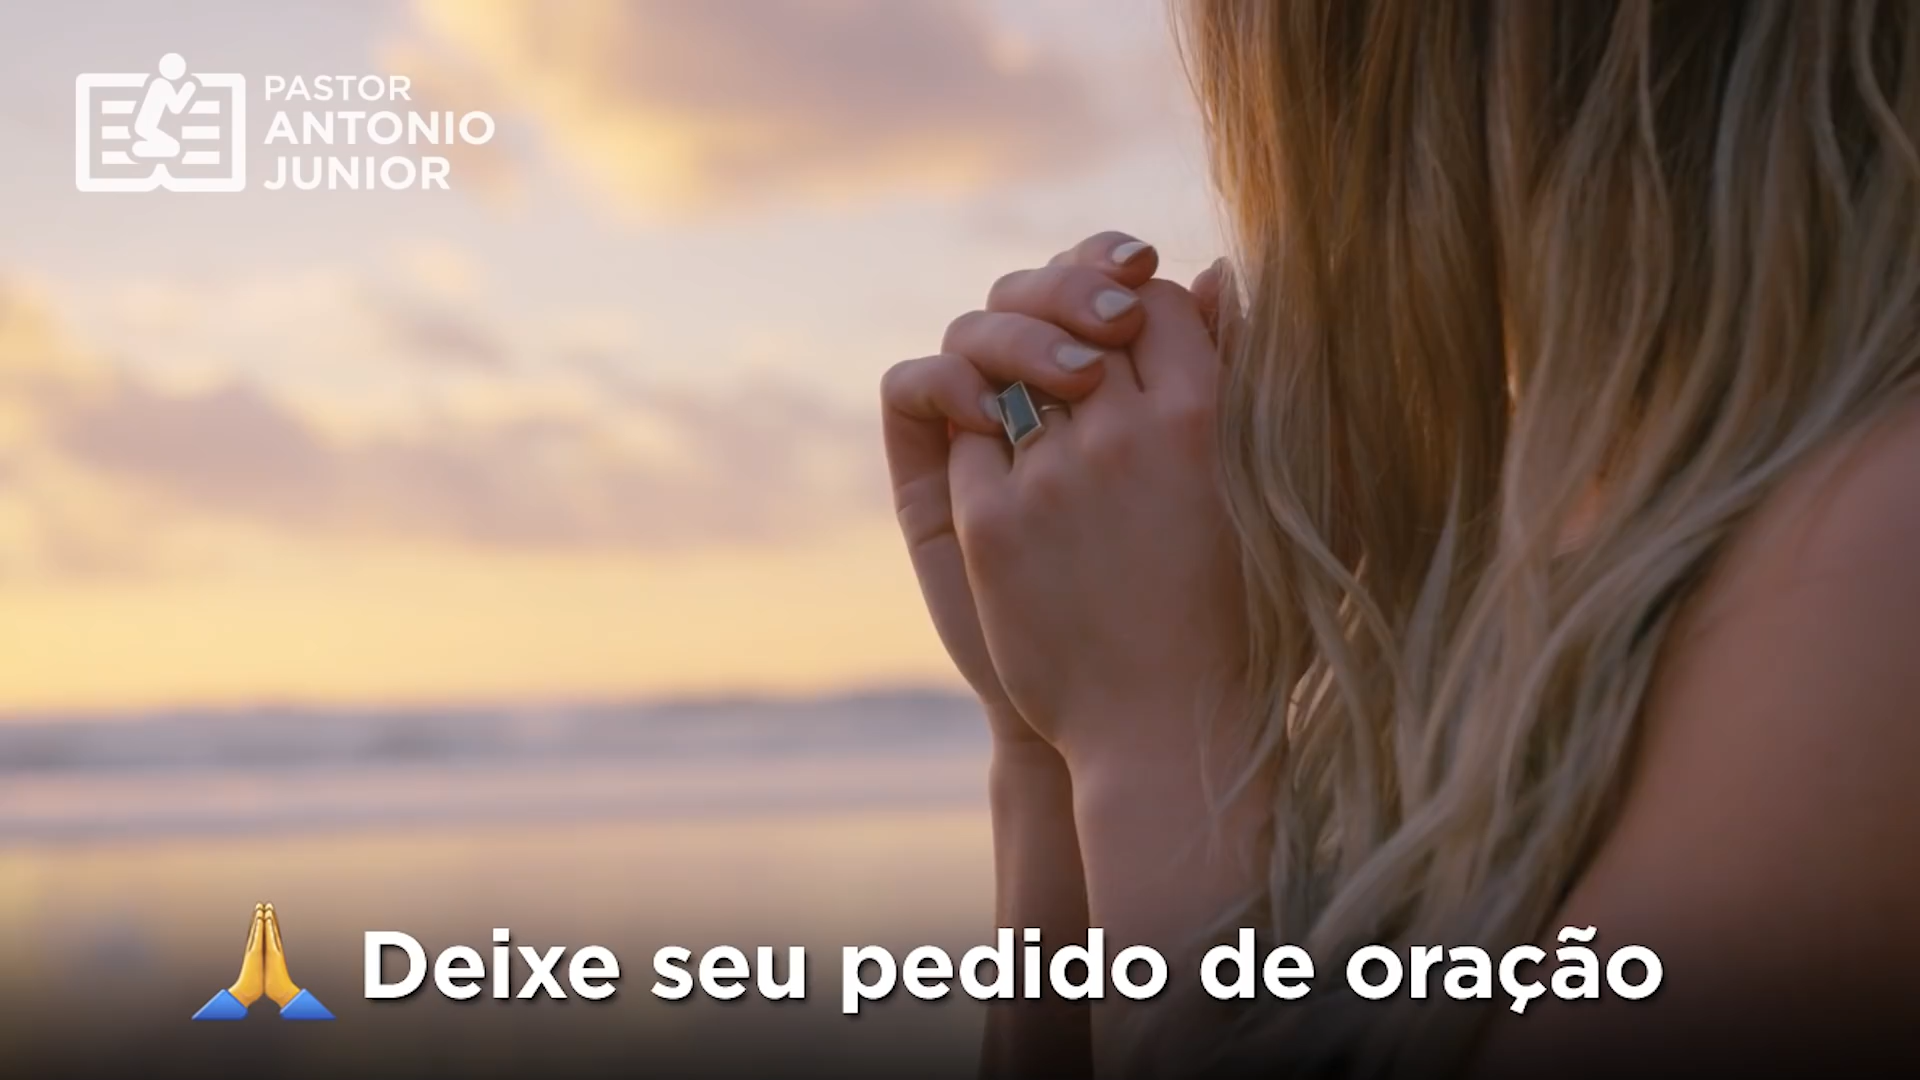 PASTOR
ANTONIO
JUNIOR
🙏 Deixe seu pedido de oração